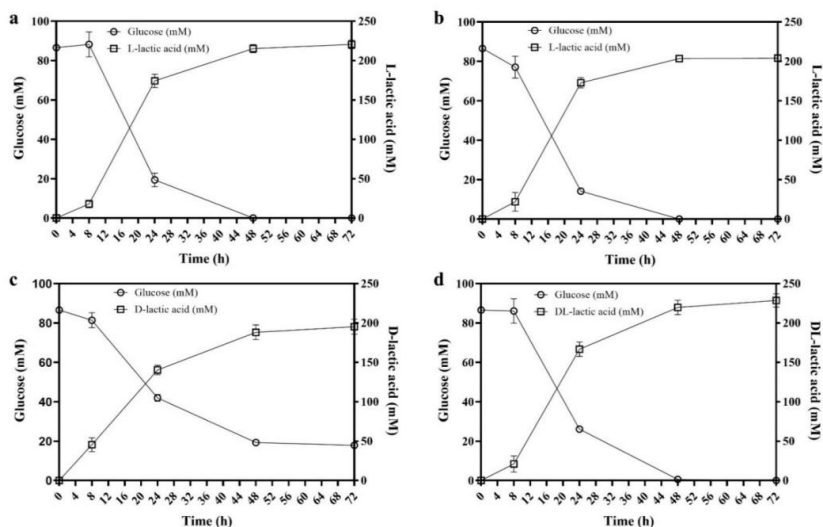 a
Glucose (mM)
L-lactic acid (mM)
100
80
60
40
20
0
250
200
150
100
50
0
Glucose (mM)
L-lactic acid (mM)
0 4 8 12 16 20 24 28 32 36 40 44 48 52 56 60 64 68 72
Time (h)
b
Glucose (mM)
L-lactic acid (mM)
100
80
60
40
20
0
250
200
150
100
50
0
Glucose (mM)
L-lactic acid (mM)
0 4 8 12 16 20 24 28 32 36 40 44 48 52 56 60 64 68 72
Time (h)
c
Glucose (mM)
D-lactic acid (mM)
100
80
60
40
20
0
250
200
150
100
50
0
Glucose (mM)
D-lactic acid (mM)
0 4 8 12 16 20 24 28 32 36 40 44 48 52 56 60 64 68 72
Time (h)
d
Glucose (mM)
DL-lactic acid (mM)
100
80
60
40
20
0
250
200
150
100
50
0
Glucose (mM)
DL-lactic acid (mM)
0 4 8 12 16 20 24 28 32 36 40 44 48 52 56 60 64 68 72
Time (h)